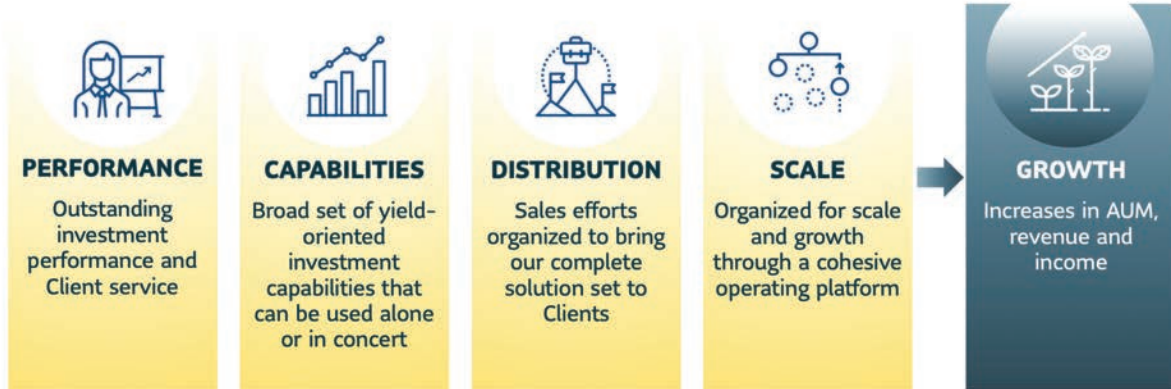 PERFORMANCE
Outstanding
investment
performance and
Client service
CAPABILITIES
Broad set of yield-
oriented
investment
capabilities that
can be used alone
or in concert
DISTRIBUTION
Sales efforts
organized to bring
our complete
solution set to
Clients
SCALE
Organized for scale
and growth
through a cohesive
operating platform
GROWTH
Increases in AUM,
revenue and
income